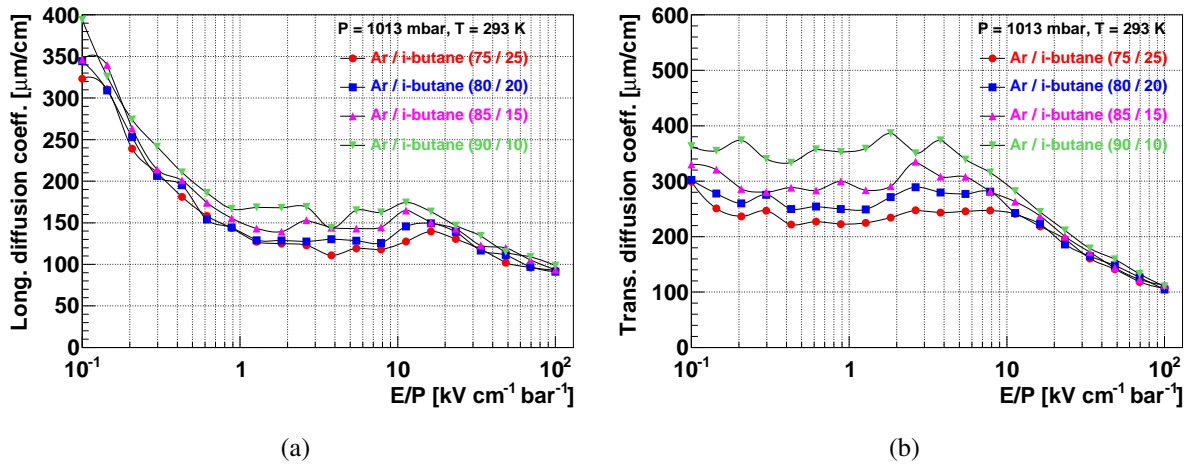 Long. diffusion coeff. [μm/cm]
400
350
300
250
200
150
100
50
0
P = 1013 mbar, T = 293 K
Ar / i-butane (75 / 25)
Ar / i-butane (80 / 20)
Ar / i-butane (85 / 15)
Ar / i-butane (90 / 10)
10⁻¹ 1 10 10²
E/P [kV cm⁻¹ bar⁻¹]
(a)
Trans. diffusion coeff. [μm/cm]
600
500
400
300
200
100
0
P = 1013 mbar, T = 293 K
Ar / i-butane (75 / 25)
Ar / i-butane (80 / 20)
Ar / i-butane (85 / 15)
Ar / i-butane (90 / 10)
10⁻¹ 1 10 10²
E/P [kV cm⁻¹ bar⁻¹]
(b)